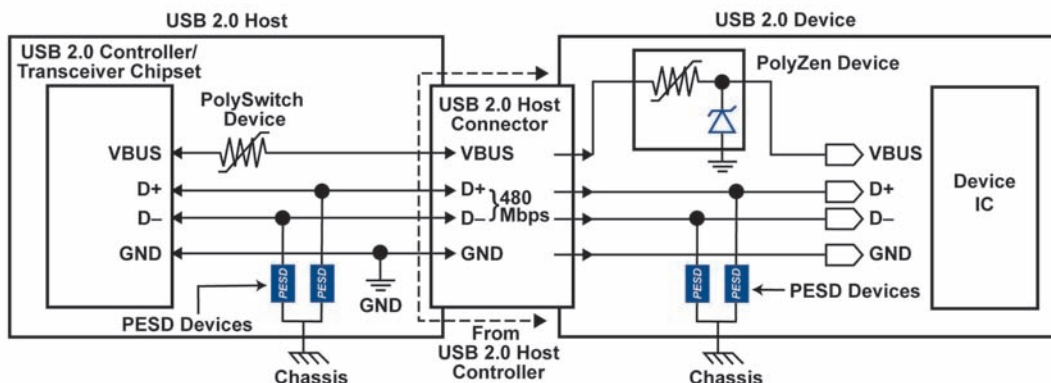 USB 2.0 Host
USB 2.0 Controller/
Transceiver Chipset
PolySwitch
Device
VBUS
D+
D–
GND
PESD
PESD
PESD Devices
GND
Chassis
USB 2.0 Host
Connector
VBUS
D+
D–
480
Mbps
GND
From
USB 2.0 Host
Controller
USB 2.0 Device
PolyZen Device
VBUS
D+
D–
GND
Device
IC
PESD
PESD
PESD Devices
Chassis